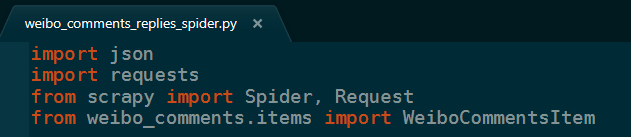 weibo_comments_replies_spider.py ×
import json
import requests
from scrapy import Spider, Request
from weibo_comments.items import WeiboCommentsItem